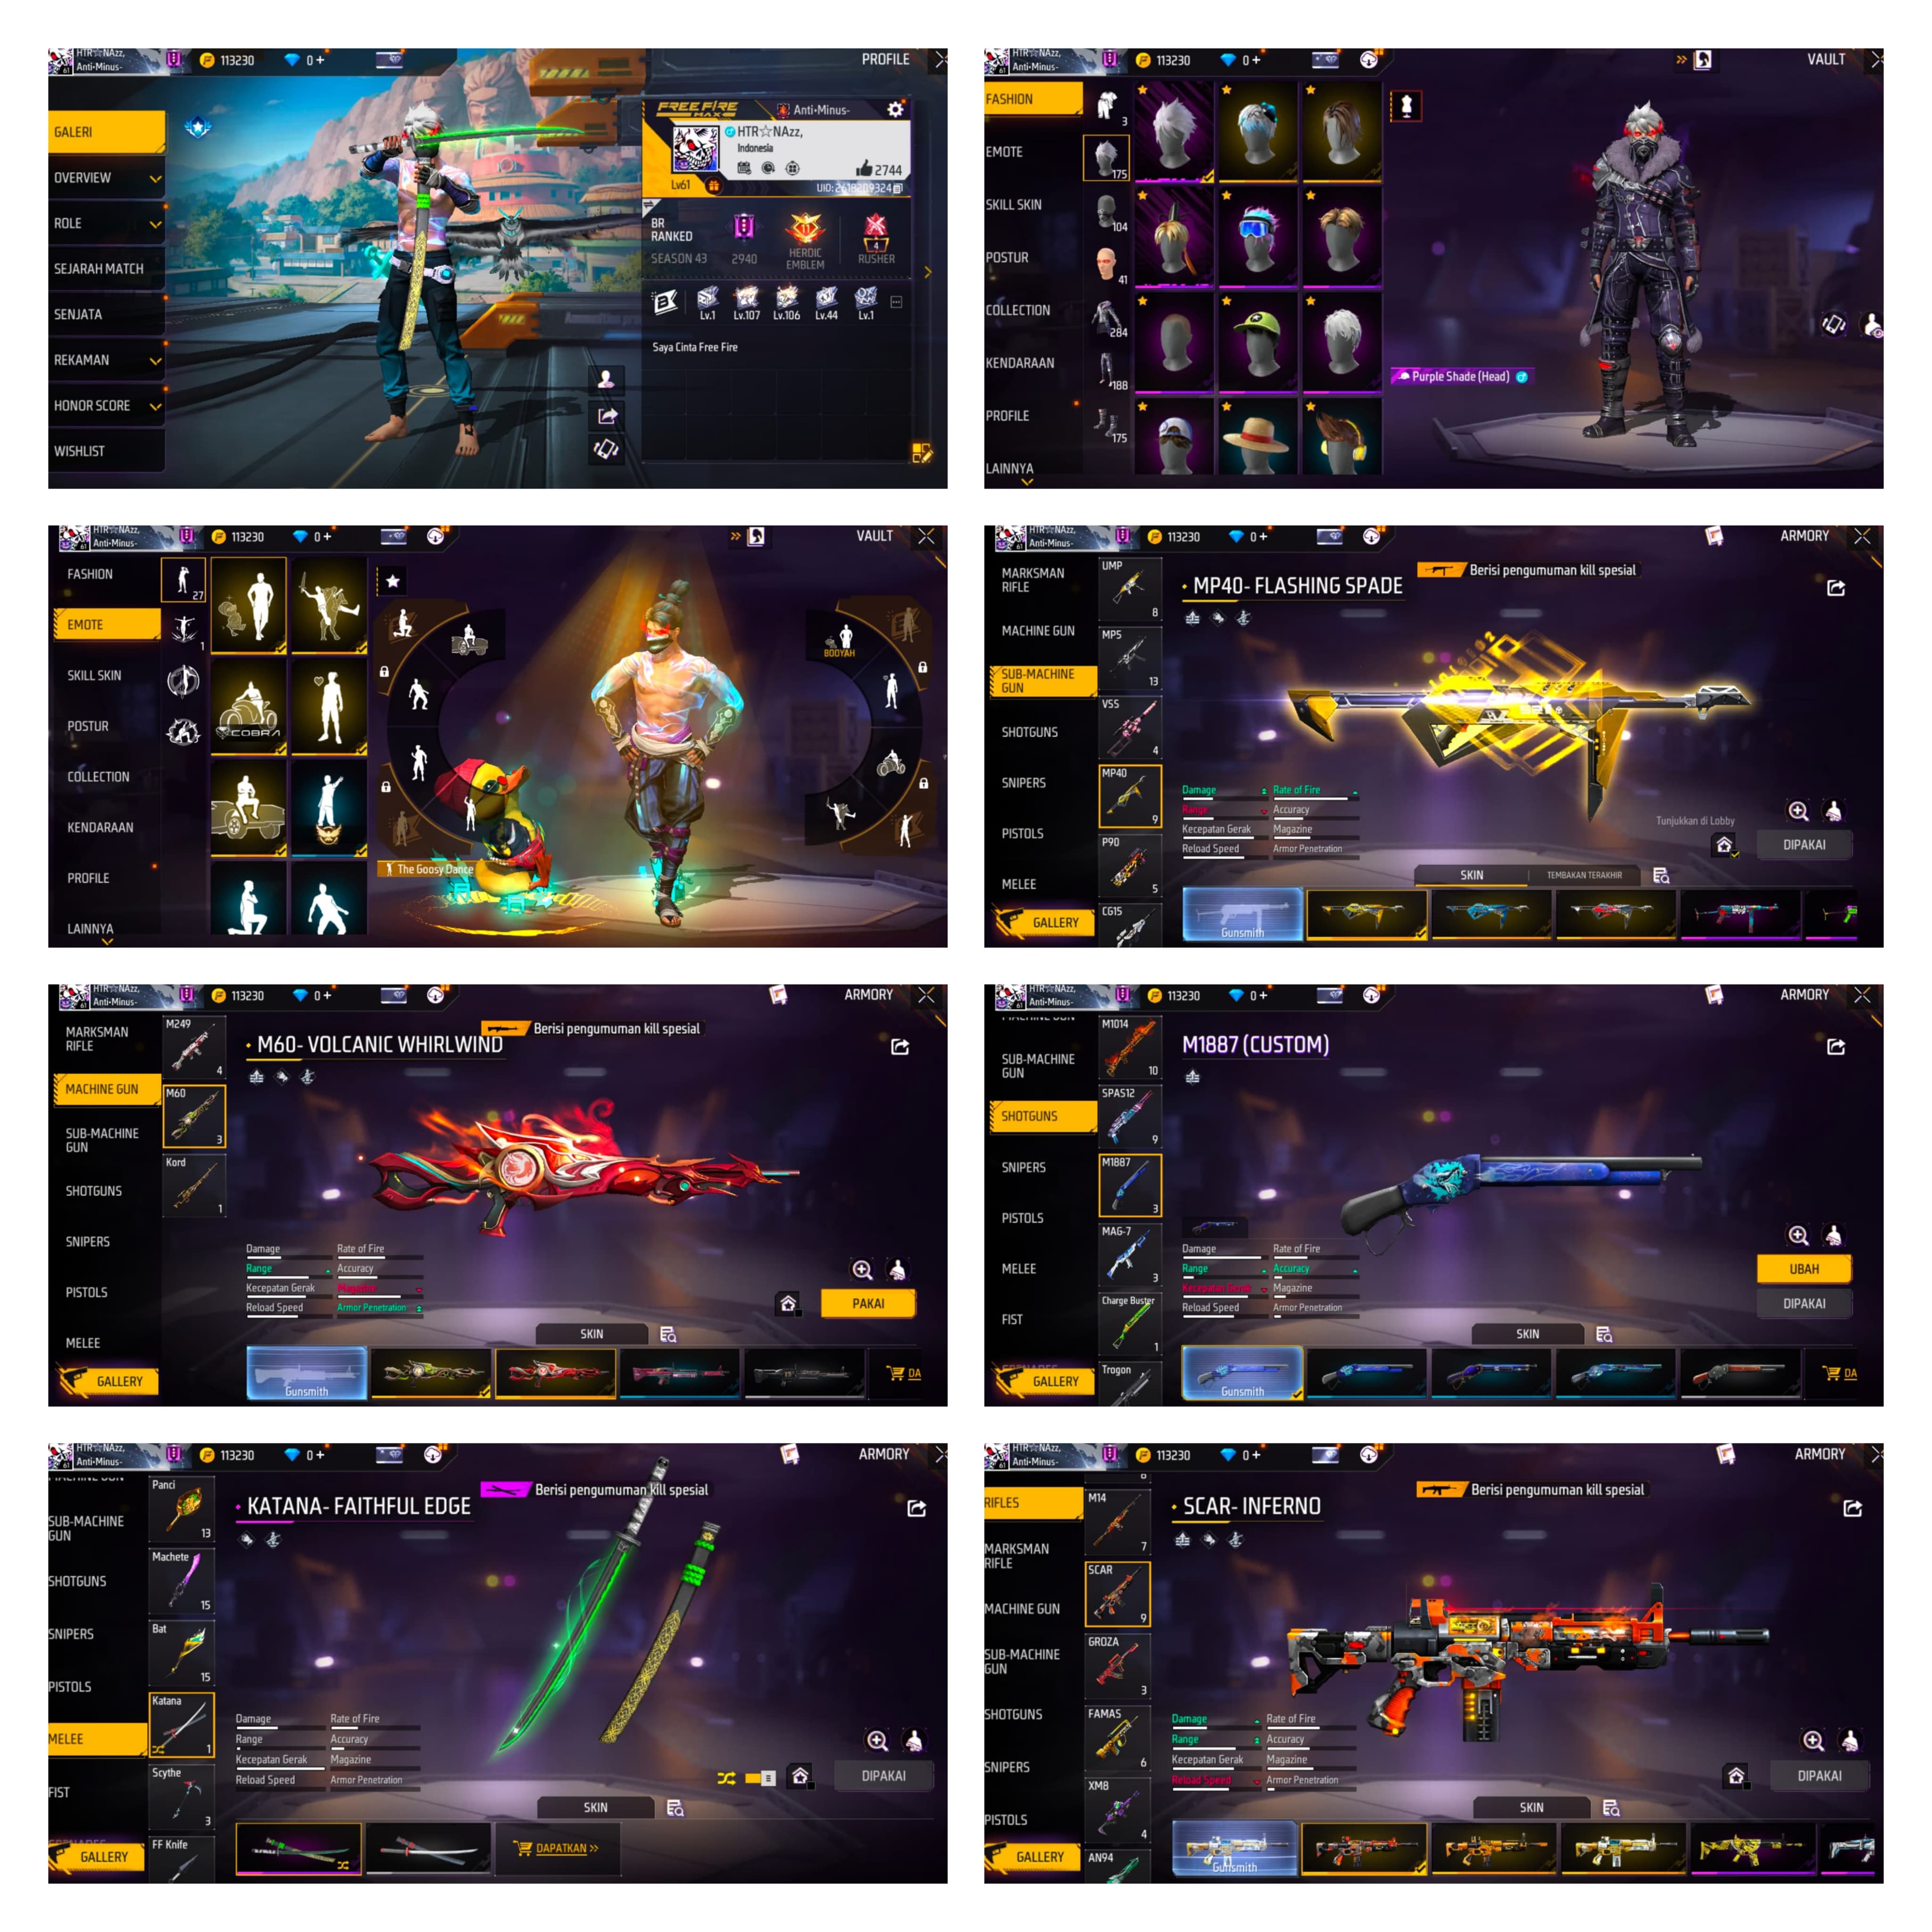 HTR☆NAzz,
Anti•Minus-
61
113230
0 +
PROFILE
GALERI
OVERVIEW
ROLE
SEJARAH MATCH
SENJATA
REKAMAN
HONOR SCORE
WISHLIST
FREE FIRE
MAX
Anti•Minus-
HTR☆NAzz,
Indonesia
2744
Lv61
UID:2618209324
BR
RANKED
SEASON 43
2940
HEROIC
EMBLEM
4
RUSHER
Lv.1
Lv.107
Lv.106
Lv.44
Lv.1
Saya Cinta Free Fire
HTR☆NAzz,
Anti•Minus-
61
113230
0 +
VAULT
FASHION
EMOTE
SKILL SKIN
POSTUR
COLLECTION
KENDARAAN
PROFILE
LAINNYA
3
175
104
41
284
188
175
Purple Shade (Head)
HTR☆NAzz,
Anti•Minus-
61
113230
0 +
VAULT
FASHION
EMOTE
SKILL SKIN
POSTUR
COLLECTION
KENDARAAN
PROFILE
LAINNYA
27
1
COBRA
BOOYAH
The Goosy Dance
HTR☆NAzz,
Anti•Minus-
61
113230
0 +
ARMORY
MARKSMAN
RIFLE
MACHINE GUN
SUB-MACHINE
GUN
SHOTGUNS
SNIPERS
PISTOLS
MELEE
GALLERY
UMP
8
MP5
13
VSS
4
MP40
9
P90
5
CG15
Berisi pengumuman kill spesial
MP40- FLASHING SPADE
Damage
Rate of Fire
Range
Accuracy
Kecepatan Gerak
Magazine
Reload Speed
Armor Penetration
Tunjukkan di Lobby
DIPAKAI
SKIN
TEMBAKAN TERAKHIR
Gunsmith
HTR☆NAzz,
Anti•Minus-
61
113230
0 +
ARMORY
MARKSMAN
RIFLE
MACHINE GUN
SUB-MACHINE
GUN
SHOTGUNS
SNIPERS
PISTOLS
MELEE
GALLERY
M249
4
M60
3
Kord
1
Berisi pengumuman kill spesial
M60- VOLCANIC WHIRLWIND
Damage
Rate of Fire
Range
Accuracy
Kecepatan Gerak
Magazine
Reload Speed
Armor Penetration
PAKAI
SKIN
Gunsmith
DA
HTR☆NAzz,
Anti•Minus-
61
113230
0 +
ARMORY
MACHINE GUN
SUB-MACHINE
GUN
SHOTGUNS
SNIPERS
PISTOLS
MELEE
FIST
GRENADES
GALLERY
M1014
10
SPAS12
9
M1887
3
MAG-7
3
Charge Buster
1
Trogon
M1887 (CUSTOM)
Damage
Rate of Fire
Range
Accuracy
Kecepatan Gerak
Magazine
Reload Speed
Armor Penetration
UBAH
DIPAKAI
SKIN
Gunsmith
DA
HTR☆NAzz,
Anti•Minus-
61
113230
0 +
ARMORY
MACHINE GUN
SUB-MACHINE
GUN
SHOTGUNS
SNIPERS
PISTOLS
MELEE
FIST
GRENADES
GALLERY
Panci
13
Machete
15
Bat
15
Katana
1
Scythe
3
FF Knife
Berisi pengumuman kill spesial
KATANA- FAITHFUL EDGE
Damage
Rate of Fire
Range
Accuracy
Kecepatan Gerak
Magazine
Reload Speed
Armor Penetration
DIPAKAI
SKIN
DAPATKAN >>
HTR☆NAzz,
Anti•Minus-
61
113230
0 +
ARMORY
RIFLES
MARKSMAN
RIFLE
MACHINE GUN
SUB-MACHINE
GUN
SHOTGUNS
SNIPERS
PISTOLS
GALLERY
M14
7
SCAR
9
GROZA
3
FAMAS
6
XM8
4
AN94
Berisi pengumuman kill spesial
SCAR- INFERNO
Damage
Rate of Fire
Range
Accuracy
Kecepatan Gerak
Magazine
Reload Speed
Armor Penetration
DIPAKAI
SKIN
Gunsmith